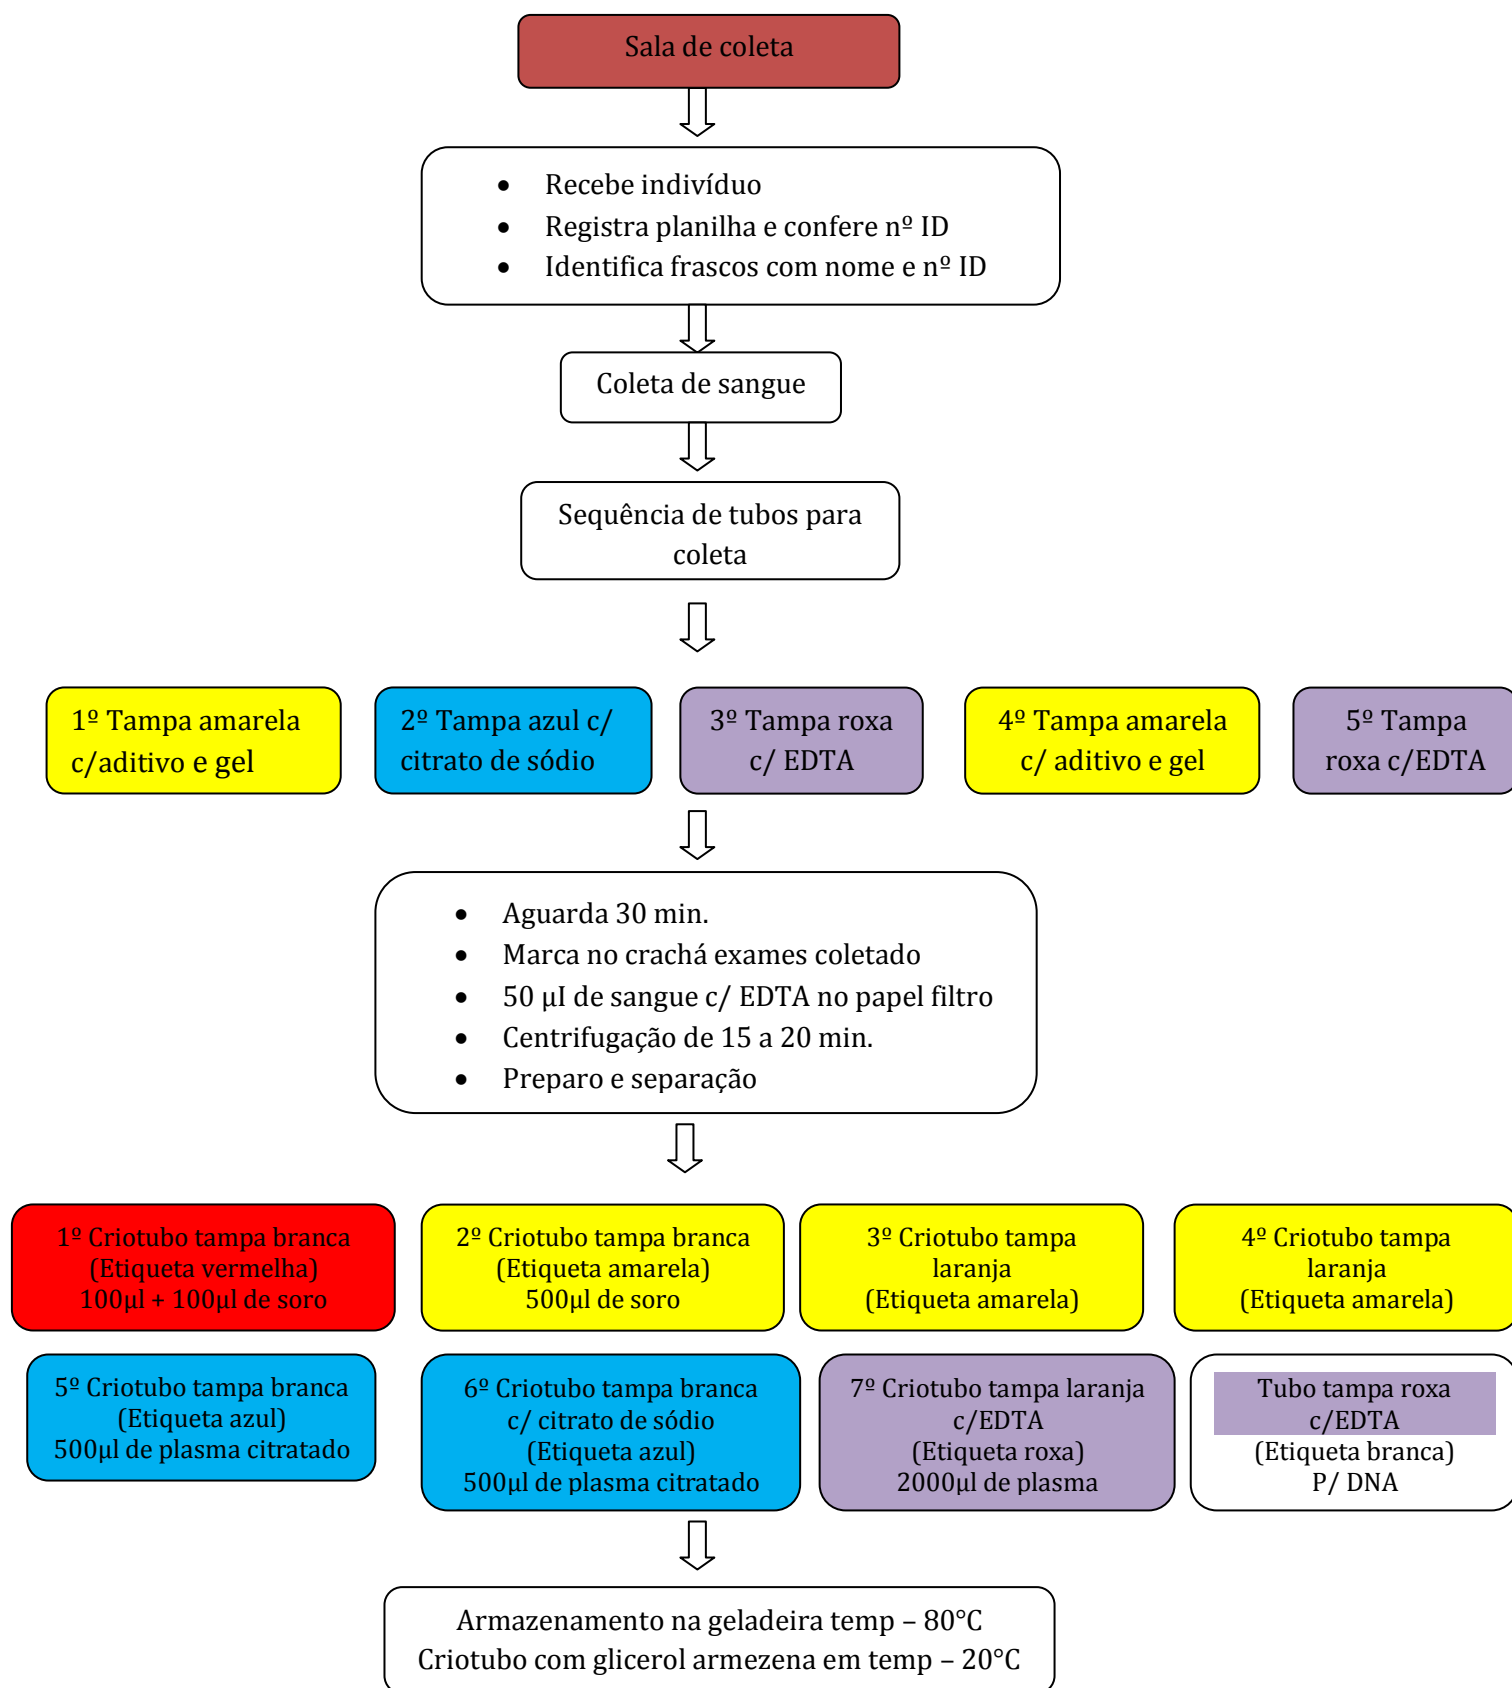 Sala de coleta
• Recebe indivíduo
• Registra planilha e confere nº ID
• Identifica frascos com nome e nº ID
Coleta de sangue
Sequência de tubos para
coleta
1º Tampa amarela
c/aditivo e gel
2º Tampa azul c/
citrato de sódio
3º Tampa roxa
c/ EDTA
4º Tampa amarela
c/ aditivo e gel
5º Tampa
roxa c/EDTA
• Aguarda 30 min.
• Marca no crachá exames coletado
• 50 µI de sangue c/ EDTA no papel filtro
• Centrifugação de 15 a 20 min.
• Preparo e separação
1º Criotubo tampa branca
(Etiqueta vermelha)
100µl + 100µl de soro
2º Criotubo tampa branca
(Etiqueta amarela)
500µl de soro
3º Criotubo tampa
laranja
(Etiqueta amarela)
4º Criotubo tampa
laranja
(Etiqueta amarela)
5º Criotubo tampa branca
(Etiqueta azul)
500µl de plasma citratado
6º Criotubo tampa branca
c/ citrato de sódio
(Etiqueta azul)
500µl de plasma citratado
7º Criotubo tampa laranja
c/EDTA
(Etiqueta roxa)
2000µl de plasma
Tubo tampa roxa
c/EDTA
(Etiqueta branca)
P/ DNA
Armazenamento na geladeira temp – 80°C
Criotubo com glicerol armezena em temp – 20°C